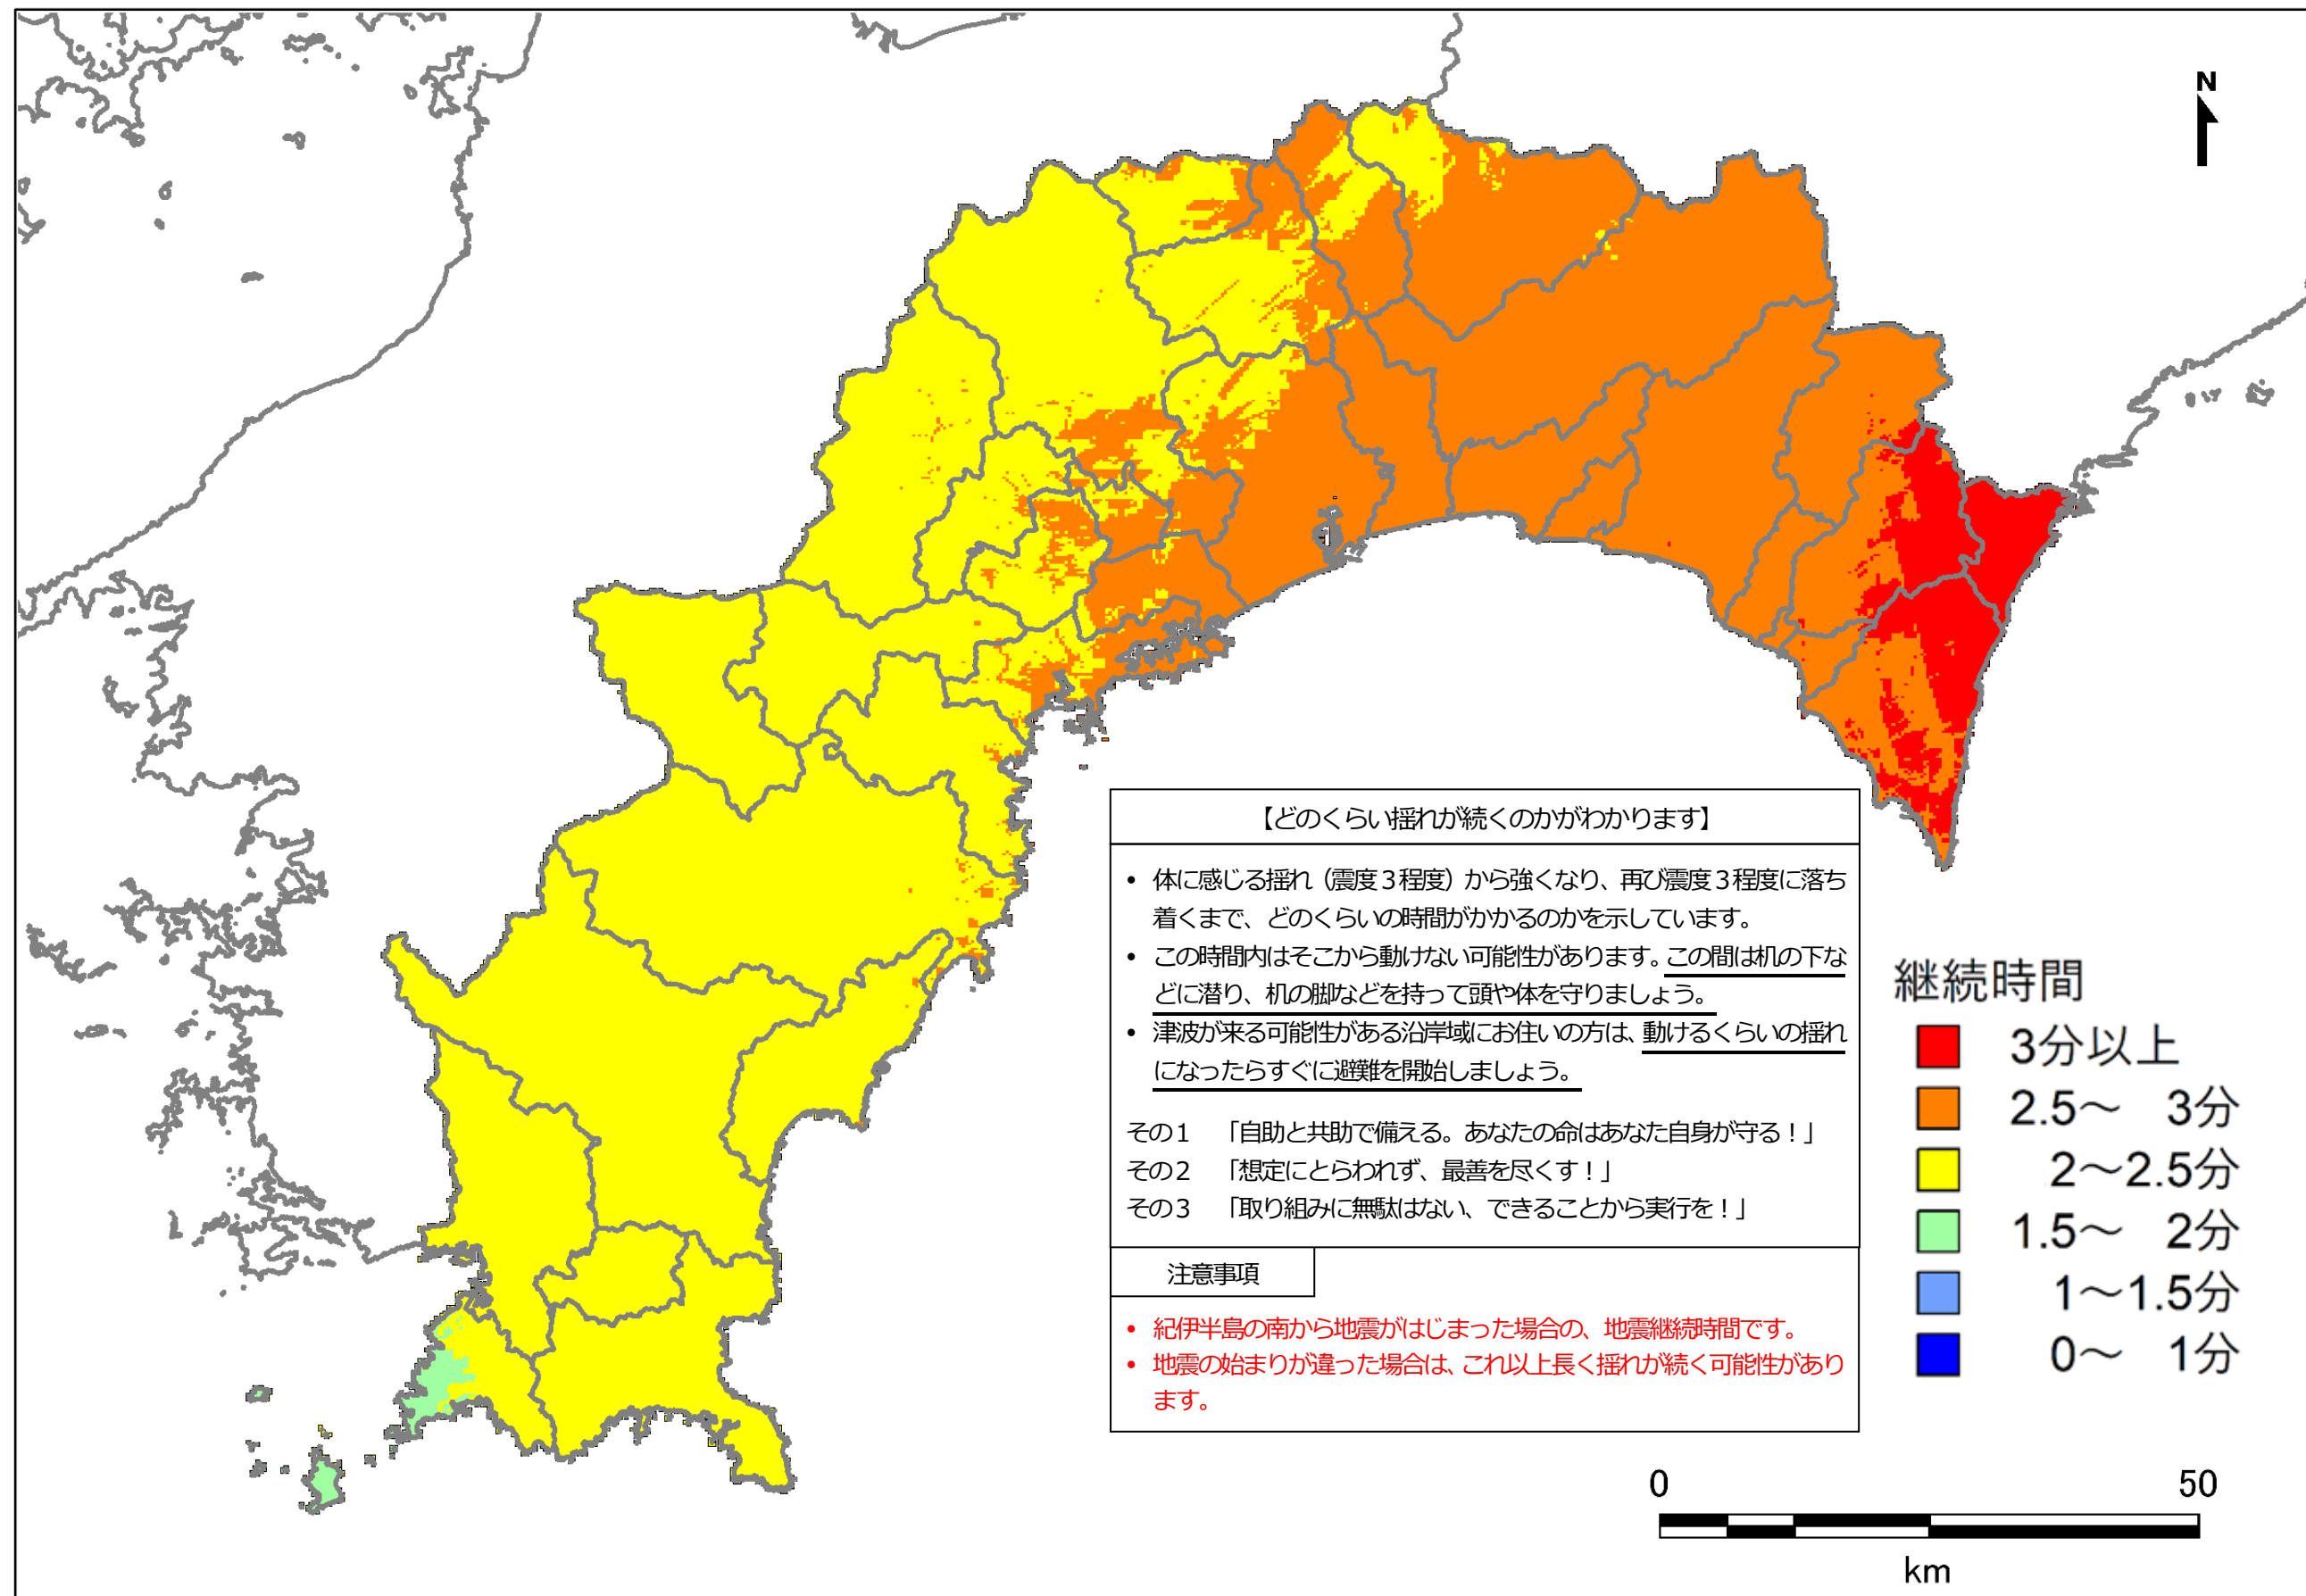 N
【どのくらい揺れが続くのかがわかります】
• 体に感じる揺れ（震度３程度）から強くなり、再び震度３程度に落ち
着くまで、どのくらいの時間がかかるのかを示しています。
• この時間内はそこから動けない可能性があります。この間は机の下な
どに潜り、机の脚などを持って頭や体を守りましょう。
• 津波が来る可能性がある沿岸域にお住いの方は、動けるくらいの揺れ
になったらすぐに避難を開始しましょう。
その１　「自助と共助で備える。あなたの命はあなた自身が守る！」
その２　「想定にとらわれず、最善を尽くす！」
その３　「取り組みに無駄はない、できることから実行を！」
注意事項
• 紀伊半島の南から地震がはじまった場合の、地震継続時間です。
• 地震の始まりが違った場合は、これ以上長く揺れが続く可能性があり
ます。
継続時間
3分以上
2.5～　3分
2～2.5分
1.5～　2分
1～1.5分
0～　1分
0 50
km